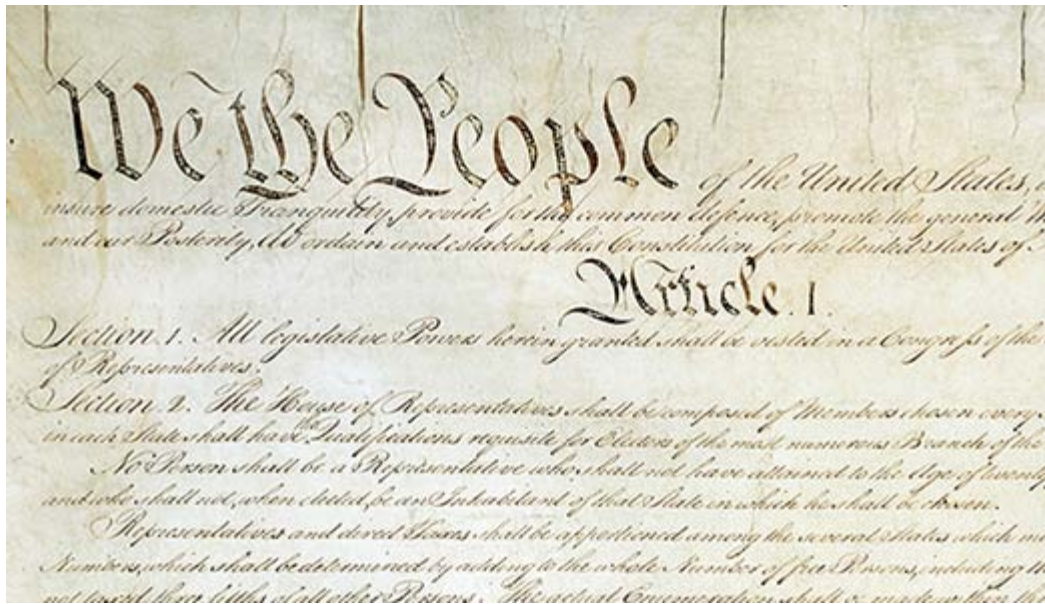 We the People of the United States,
insure domestic Tranquility, provide for the common defence, promote the general
and our Posterity, do ordain and establish this Constitution for the United States of
Article. I.
Section. 1. All legislative Powers herein granted shall be vested in a Congress of the
of Representatives.
Section. 2. The House of Representatives shall be composed of Members chosen every
in each State shall have Qualifications requisite for Electors of the most numerous Branch of the
No Person shall be a Representative who shall not have attained to the Age of twenty
and who shall not, when elected, be an Inhabitant of that State in which he shall be chosen.
Representatives and direct Taxes shall be apportioned among the several States which
Numbers, which shall be determined by adding to the whole Number of free Persons, including
not taxed, three fifths of all other Persons. The actual Enumeration shall be made within